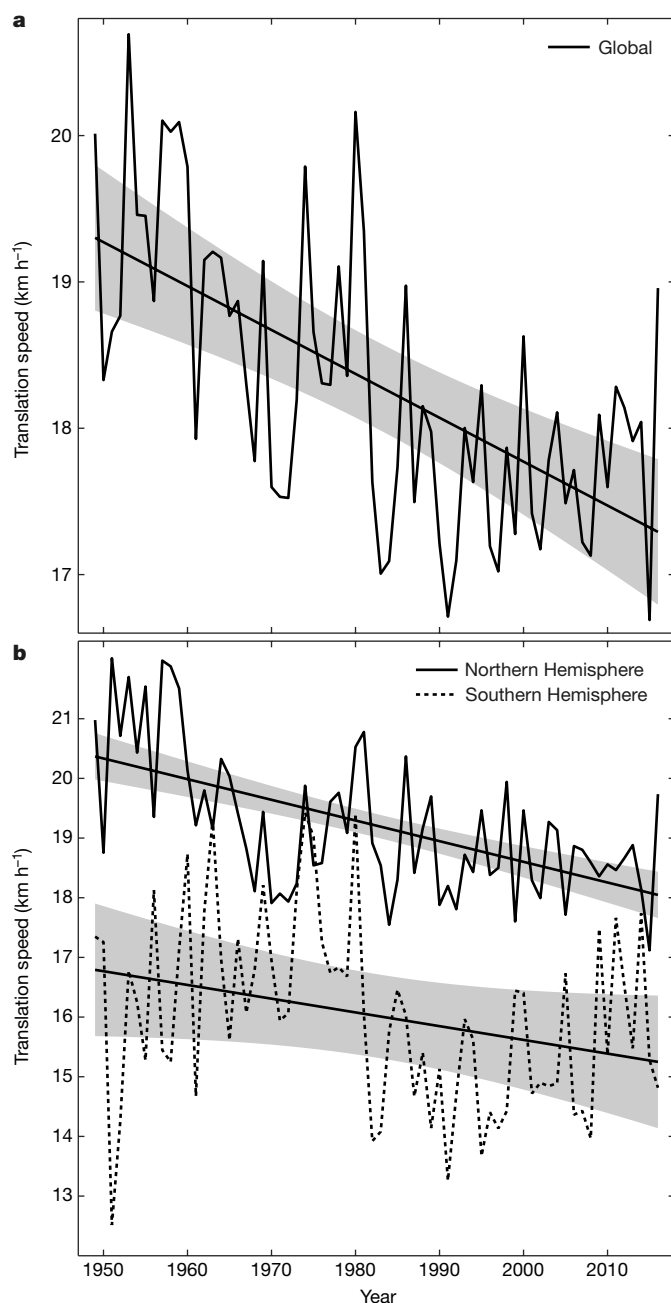 a
Global
20
19
18
17
Translation speed (km h⁻¹)
b
Northern Hemisphere
Southern Hemisphere
21
20
19
18
17
16
15
14
13
Translation speed (km h⁻¹)
1950 1960 1970 1980 1990 2000 2010
Year